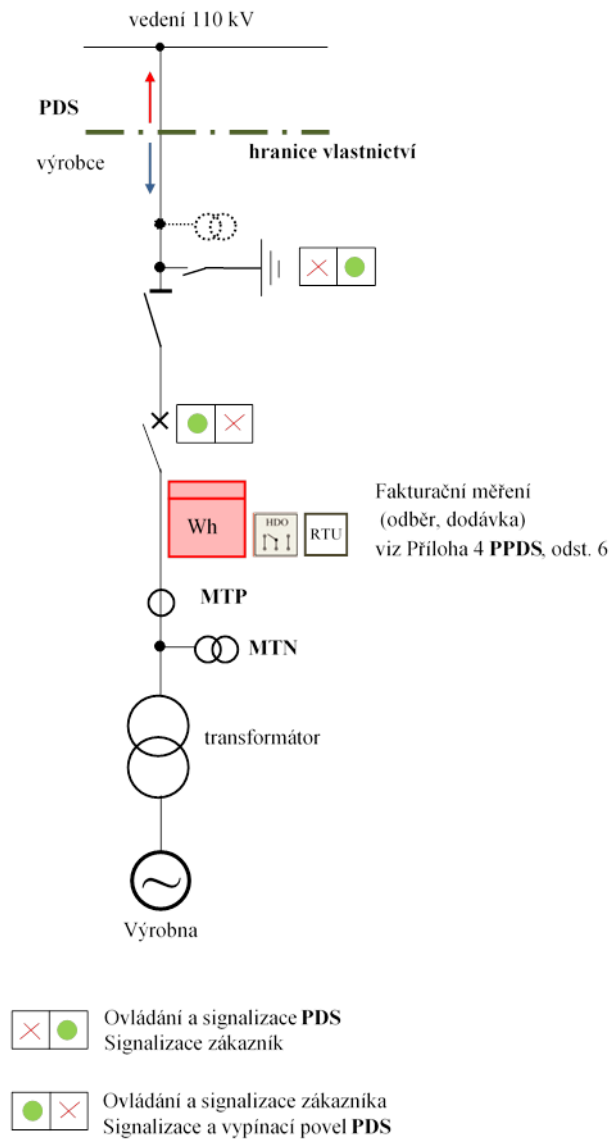 vedení 110 kV
PDS
hranice vlastnictví
výrobce
Fakturační měření
(odběr, dodávka)
viz Příloha 4 PPDS, odst. 6
Wh
HDO
RTU
MTP
MTN
transformátor
Výrobna
Ovládání a signalizace PDS
Signalizace zákazník
Ovládání a signalizace zákazníka
Signalizace a vypínací povel PDS